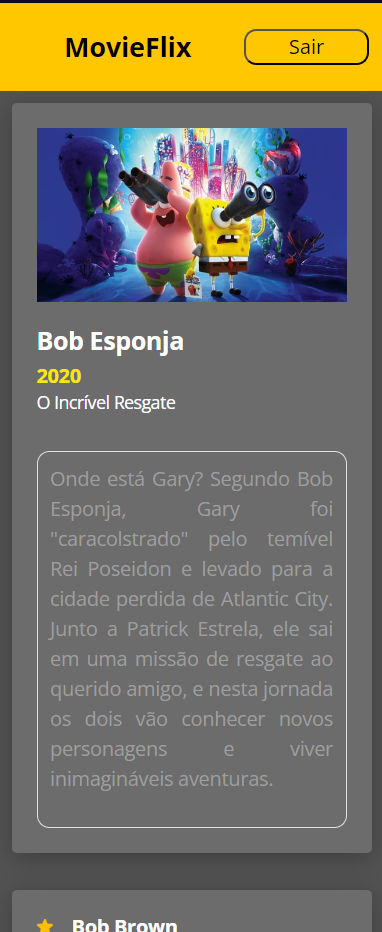 MovieFlix
Sair
Bob Esponja
2020
O Incrível Resgate
Onde está Gary? Segundo Bob
Esponja, Gary foi
"caracolstrado" pelo temível
Rei Poseidon e levado para a
cidade perdida de Atlantic City.
Junto a Patrick Estrela, ele sai
em uma missão de resgate ao
querido amigo, e nesta jornada
os dois vão conhecer novos
personagens e viver
inimagináveis aventuras.
Bob Brown